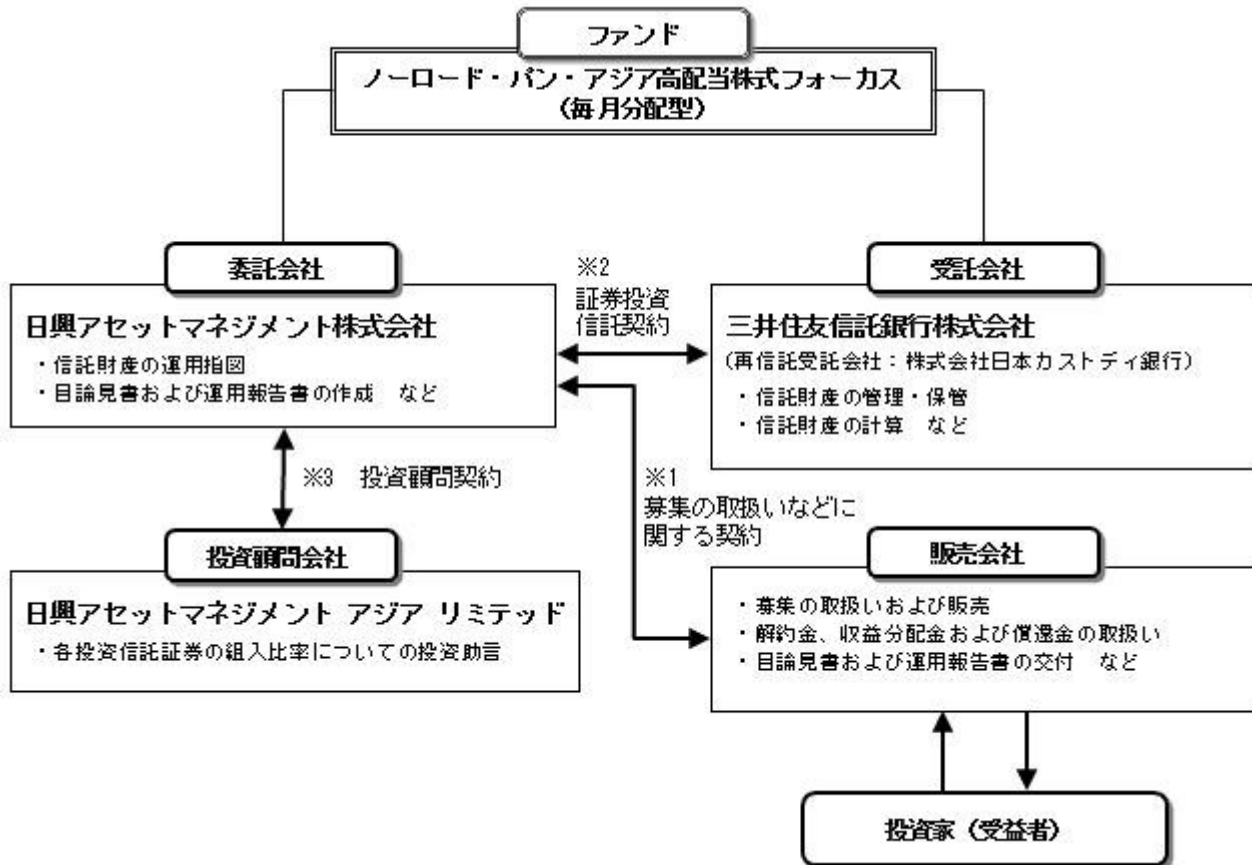 ファンド
ノーロード・パン・アジア高配当株式フォーカス
（毎月分配型）
委託会社
日興アセットマネジメント株式会社
・信託財産の運用指図
・目論見書および運用報告書の作成　など
※2
証券投資
信託契約
受託会社
三井住友信託銀行株式会社
（再信託受託会社：株式会社日本カストディ銀行）
・信託財産の管理・保管
・信託財産の計算　など
※3　投資顧問契約
※1
募集の取扱いなどに
関する契約
投資顧問会社
日興アセットマネジメント アジア リミテッド
・各投資信託証券の組入比率についての投資助言
販売会社
・募集の取扱いおよび販売
・解約金、収益分配金および償還金の取扱い
・目論見書および運用報告書の交付　など
投資家（受益者）